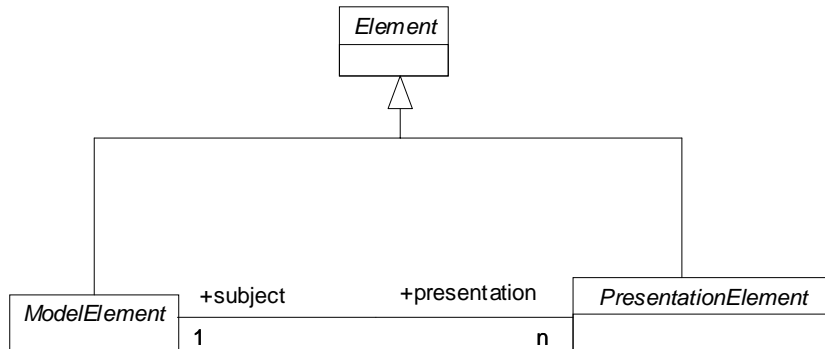 Element
+subject
+presentation
PresentationElement
ModelElement
1
n